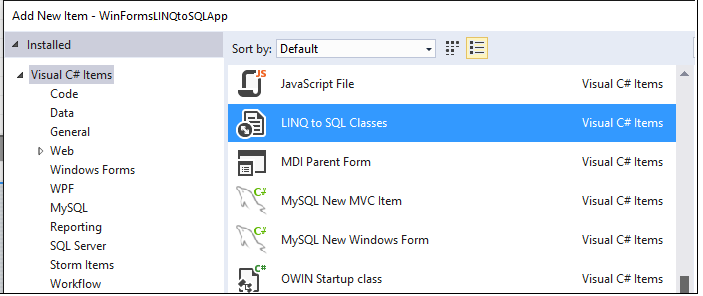 Add New Item - WinFormsLINQtoSQLApp
Installed
Sort by: Default
Visual C# Items
Code
Data
General
Web
Windows Forms
WPF
MySQL
Reporting
SQL Server
Storm Items
Workflow
JS
JavaScript File Visual C# Items
LINQ to SQL Classes Visual C# Items
MDI Parent Form Visual C# Items
C#
MySQL New MVC Item Visual C# Items
C#
MySQL New Windows Form Visual C# Items
C#
OWIN Startup class Visual C# Items